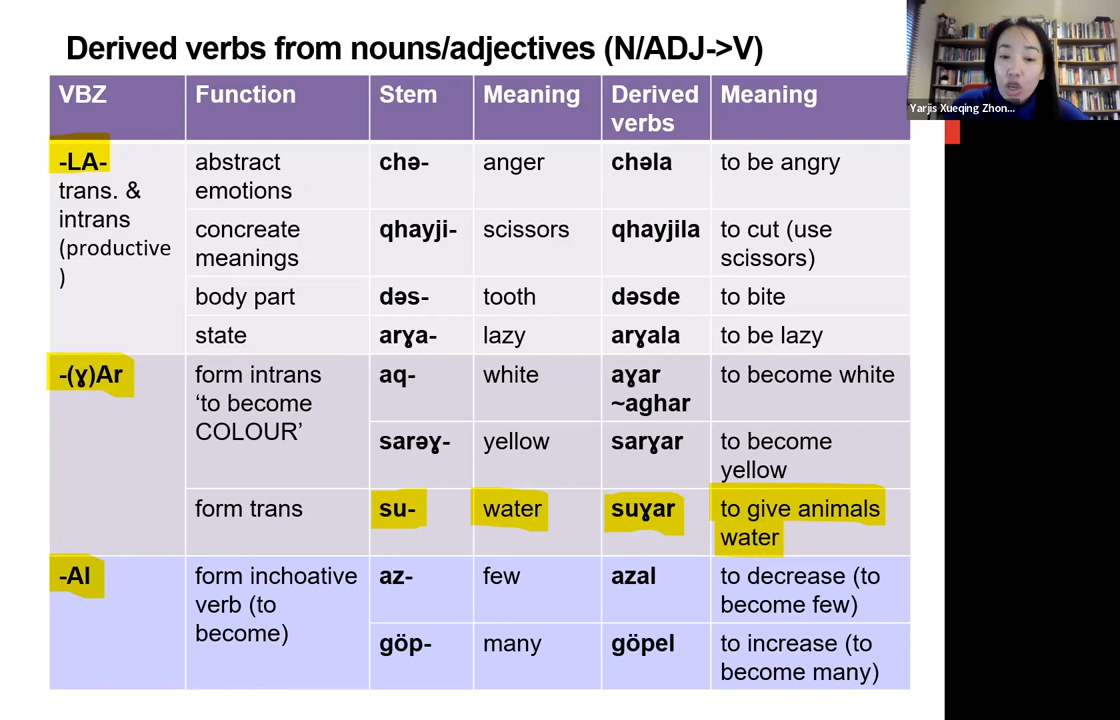 Derived verbs from nouns/adjectives (N/ADJ->V)
Yarjis Xueqing Zhon...
VBZ
Function
Stem
Meaning
Derived
verbs
Meaning
-LA-
trans. &
intrans
(productive
)
abstract
emotions
chə-
anger
chəla
to be angry
concreate
meanings
qhayji-
scissors
qhayjila
to cut (use
scissors)
body part
dəs-
tooth
dəsde
to bite
state
arɣa-
lazy
arɣala
to be lazy
-(ɣ)Ar
form intrans
‘to become
COLOUR’
aq-
white
aɣar
~aghar
to become white
sarəɣ-
yellow
sarɣar
to become
yellow
form trans
su-
water
suɣar
to give animals
water
-Al
form inchoative
verb (to
become)
az-
few
azal
to decrease (to
become few)
göp-
many
göpel
to increase (to
become many)